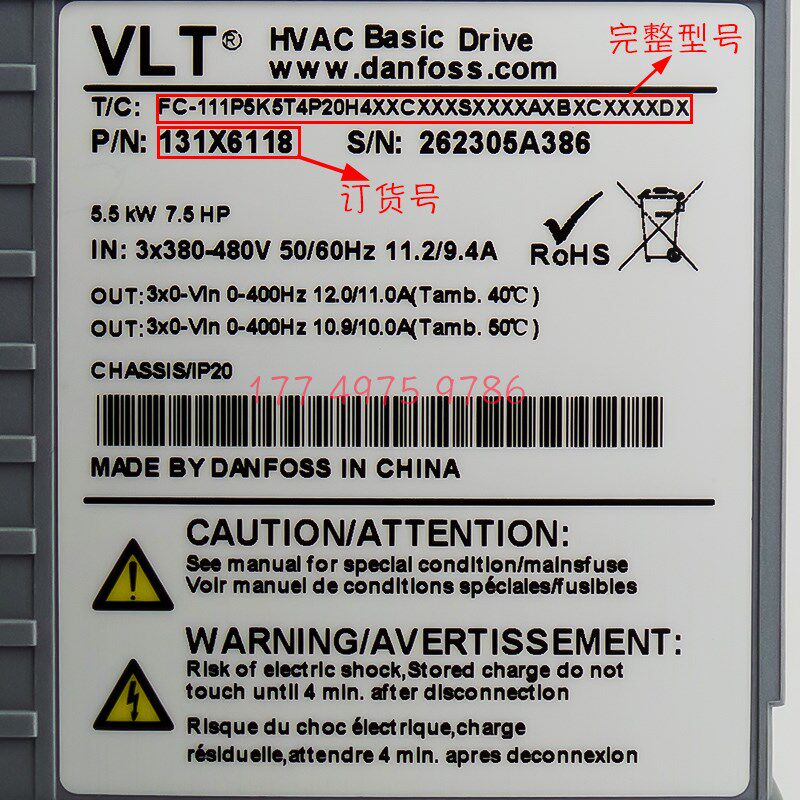 VLT® HVAC Basic Drive
www.danfoss.com
完整型号
T/C: FC-111P5K5T4P20H4XXCXXXSXXXXAXBXCXXXXDX
P/N: 131X6118 S/N: 262305A386
订货号
5.5 kW 7.5 HP
IN: 3x380-480V 50/60Hz 11.2/9.4A
RoHS
OUT: 3x0-VIn 0-400Hz 12.0/11.0A(Tamb. 40℃)
OUT: 3x0-VIn 0-400Hz 10.9/10.0A(Tamb. 50℃)
CHASSIS/IP20
177 4975 9786
MADE BY DANFOSS IN CHINA
CAUTION/ATTENTION:
See manual for special condition/mainsfuse
Voir manuel de conditions spéclales/fusibles
WARNING/AVERTISSEMENT:
Risk of electric shock,Stored charge do not
touch until 4 min. after disconnection
Risque du choc électrique,charge
résiduelle,attendre 4 min. apres deconnexion